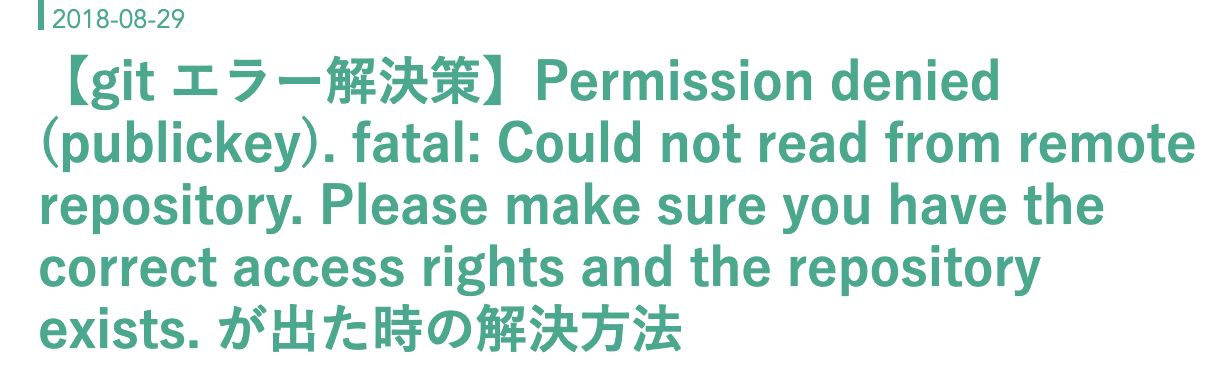 2018-08-29
【git エラー解決策】Permission denied
(publickey). fatal: Could not read from remote
repository. Please make sure you have the
correct access rights and the repository
exists. が出た時の解決方法